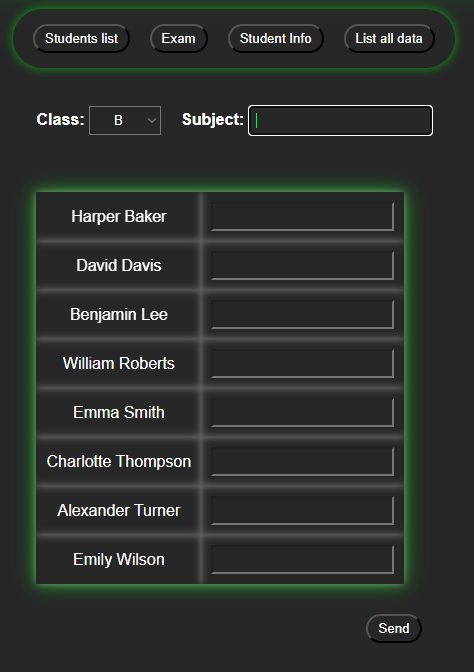 Students list Exam Student Info List all data
Class: B Subject:
Harper Baker
David Davis
Benjamin Lee
William Roberts
Emma Smith
Charlotte Thompson
Alexander Turner
Emily Wilson
Send